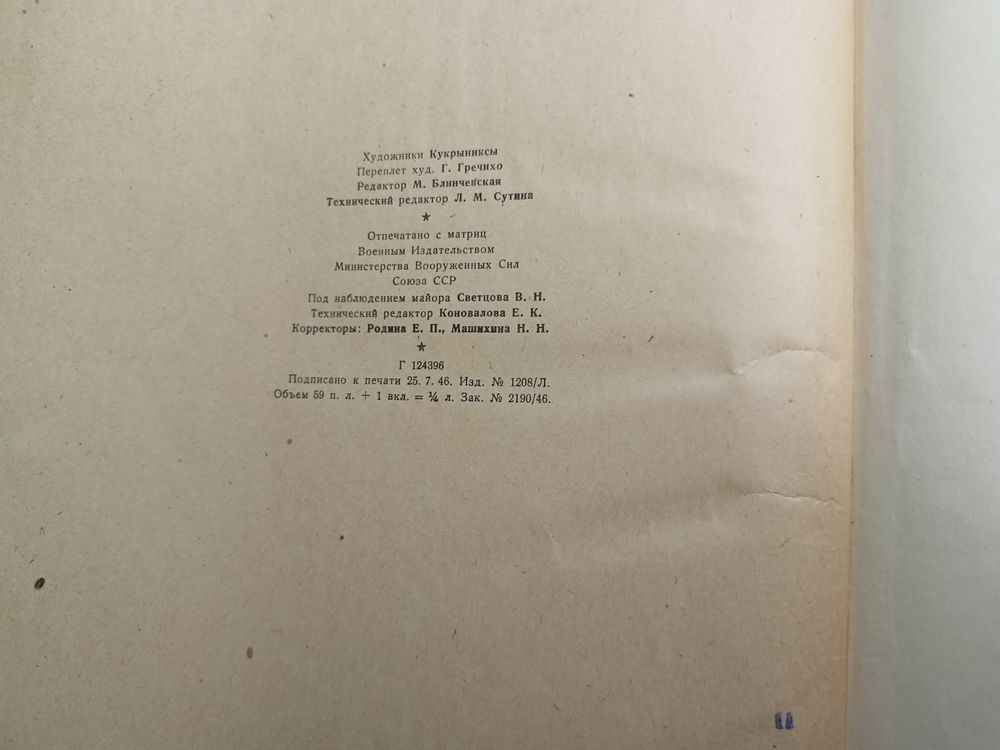 Художники Кукрыниксы
Переплет худ. Г. Гречихо
Редактор М. Блинчевская
Технический редактор Л. М. Сутина
★
Отпечатано с матриц
Военным Издательством
Министерства Вооруженных Сил
Союза ССР
Под наблюдением майора Светцова В. Н.
Технический редактор Коновалова Е. К.
Корректоры: Родина Е. П., Машихина Н. Н.
★
Г 124396
Подписано к печати 25. 7. 46. Изд. № 1208/Л.
Объем 59 п. л. + 1 вкл. = ¼ л. Зак. № 2190/46.